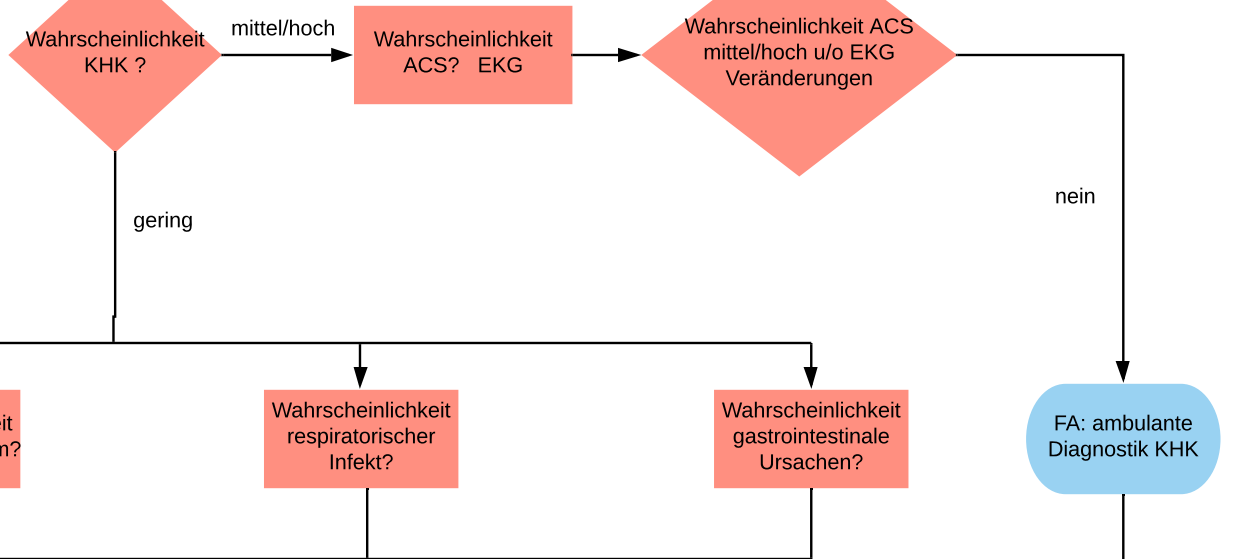 Wahrscheinlichkeit
KHK ?
mittel/hoch
Wahrscheinlichkeit
ACS? EKG
Wahrscheinlichkeit ACS
mittel/hoch u/o EKG
Veränderungen
gering
nein
Wahrscheinlichkeit
respiratorischer
Infekt?
Wahrscheinlichkeit
gastrointestinale
Ursachen?
FA: ambulante
Diagnostik KHK